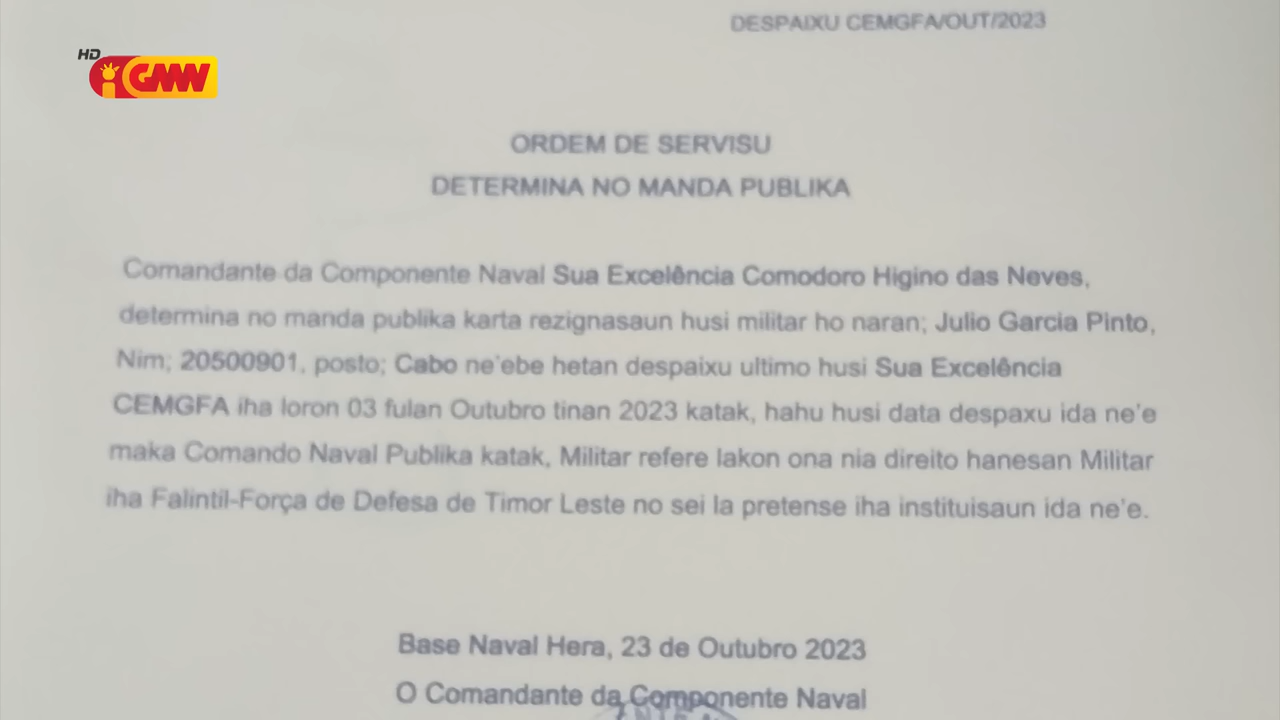 DESPAIXU CEMGFA/OUT/2023
HD
GMN
ORDEM DE SERVISU
DETERMINA NO MANDA PUBLIKA
Comandante da Componente Naval Sua Excelência Comodoro Higino das Neves,
determina no manda publika karta rezignasaun husi militar ho naran; Julio Garcia Pinto,
Nim; 20500901, posto; Cabo ne'ebe hetan despaixu ultimo husi Sua Excelência
CEMGFA iha loron 03 fulan Outubro tinan 2023 katak, hahu husi data despaxu ida ne'e
maka Comando Naval Publika katak, Militar refere lakon ona nia direito hanesan Militar
iha Falintil-Força de Defesa de Timor Leste no sei la pretense iha instituisaun ida ne'e.
Base Naval Hera, 23 de Outubro 2023
O Comandante da Componente Naval